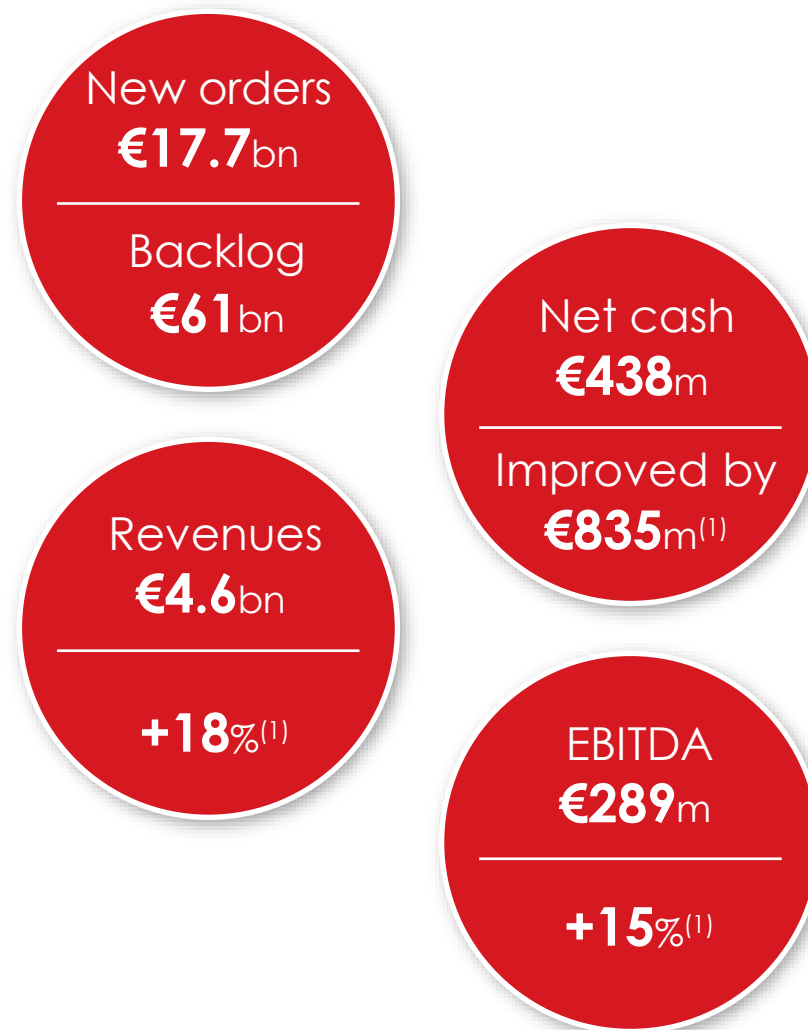 New orders
€17.7bn
Backlog
€61bn
Net cash
€438m
Improved by
€835m(1)
Revenues
€4.6bn
+18%(1)
EBITDA
€289m
+15%(1)